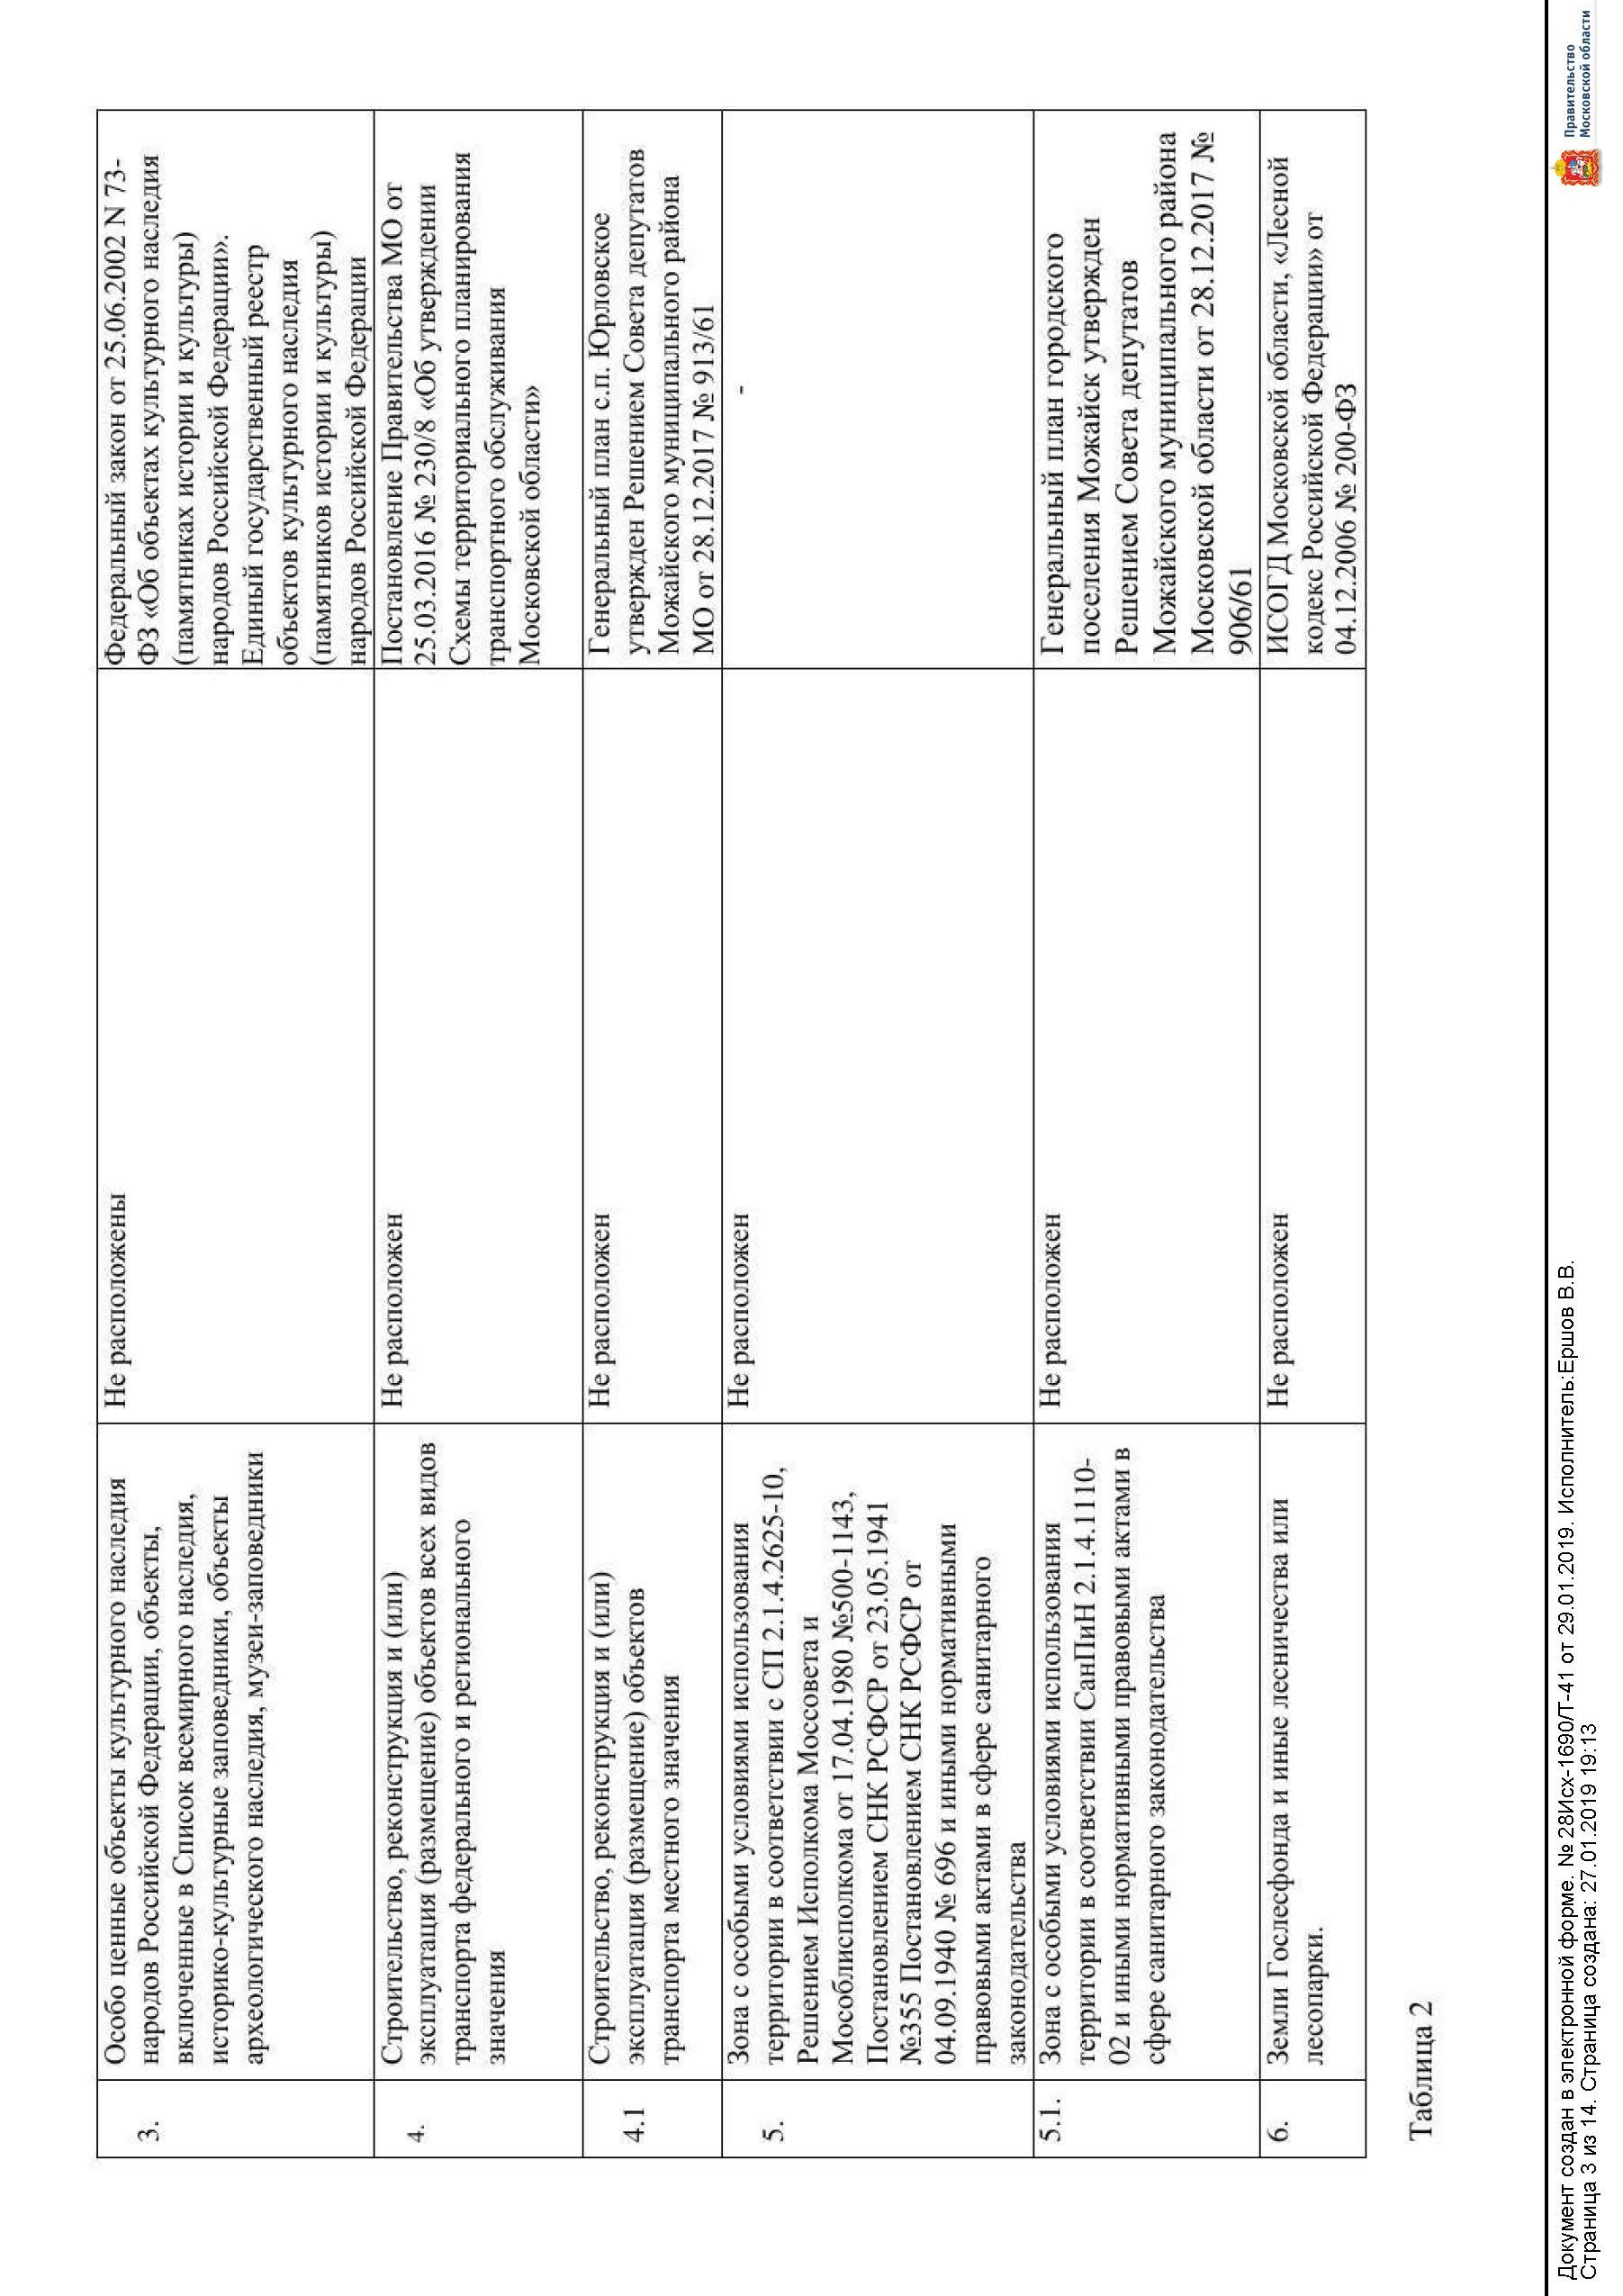 3.
Особо ценные объекты культурного наследия
народов Российской Федерации, объекты,
включенные в Список всемирного наследия,
историко-культурные заповедники, объекты
археологического наследия, музеи-заповедники
Не расположены
Федеральный закон от 25.06.2002 N 73-
ФЗ «Об объектах культурного наследия
(памятниках истории и культуры)
народов Российской Федерации».
Единый государственный реестр
объектов культурного наследия
(памятников истории и культуры)
народов Российской Федерации
4.
Строительство, реконструкция и (или)
эксплуатация (размещение) объектов всех видов
транспорта федерального и регионального
значения
Не расположен
Постановление Правительства МО от
25.03.2016 № 230/8 «Об утверждении
Схемы территориального планирования
транспортного обслуживания
Московской области»
4.1
Строительство, реконструкция и (или)
эксплуатация (размещение) объектов
транспорта местного значения
Не расположен
Генеральный план с.п. Юрловское
утвержден Решением Совета депутатов
Можайского муниципального района
МО от 28.12.2017 № 913/61
5.
Зона с особыми условиями использования
территории в соответствии с СП 2.1.4.2625-10,
Решением Исполкома Моссовета и
Мособлисполкома от 17.04.1980 №500-1143,
Постановлением СНК РСФСР от 23.05.1941
№355 Постановлением СНК РСФСР от
04.09.1940 № 696 и иными нормативными
правовыми актами в сфере санитарного
законодательства
Не расположен
-
5.1.
Зона с особыми условиями использования
территории в соответствии СанПиН 2.1.4.1110-
02 и иными нормативными правовыми актами в
сфере санитарного законодательства
Не расположен
Генеральный план городского
поселения Можайск утвержден
Решением Совета депутатов
Можайского муниципального района
Московской области от 28.12.2017 №
906/61
6.
Земли Гослесфонда и иные лесничества или
лесопарки.
Не расположен
ИСОГД Московской области, «Лесной
кодекс Российской Федерации» от
04.12.2006 № 200-ФЗ
Таблица 2
Документ создан в электронной форме. № 28Исх-1690/Т-41 от 29.01.2019. Исполнитель:Ершов В.В.
Страница 3 из 14. Страница создана: 27.01.2019 19:13
Правительство
Московской области